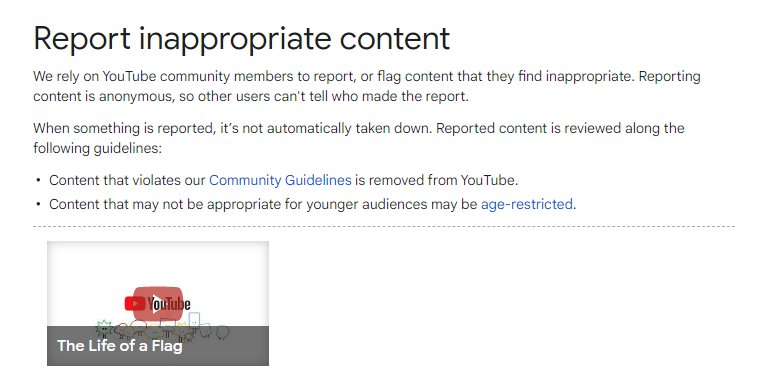 Report inappropriate content
We rely on YouTube community members to report, or flag content that they find inappropriate. Reporting
content is anonymous, so other users can't tell who made the report.
When something is reported, it’s not automatically taken down. Reported content is reviewed along the
following guidelines:
• Content that violates our Community Guidelines is removed from YouTube.
• Content that may not be appropriate for younger audiences may be age-restricted.
YouTube
The Life of a Flag